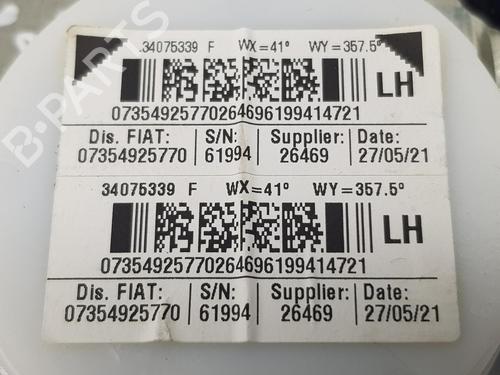 .34075339 F WX=41° WY=357.5°
LH
07354925770264696199414721
Dis. FIAT: S/N: Supplier: Date:
07354925770 61994 26469 27/05/21
34075339 F WX=41° WY=357.5°
LH
07354925770264696199414721
Dis. FIAT: S/N: Supplier: Date:
07354925770 61994 26469 27/05/21
B-PARTS